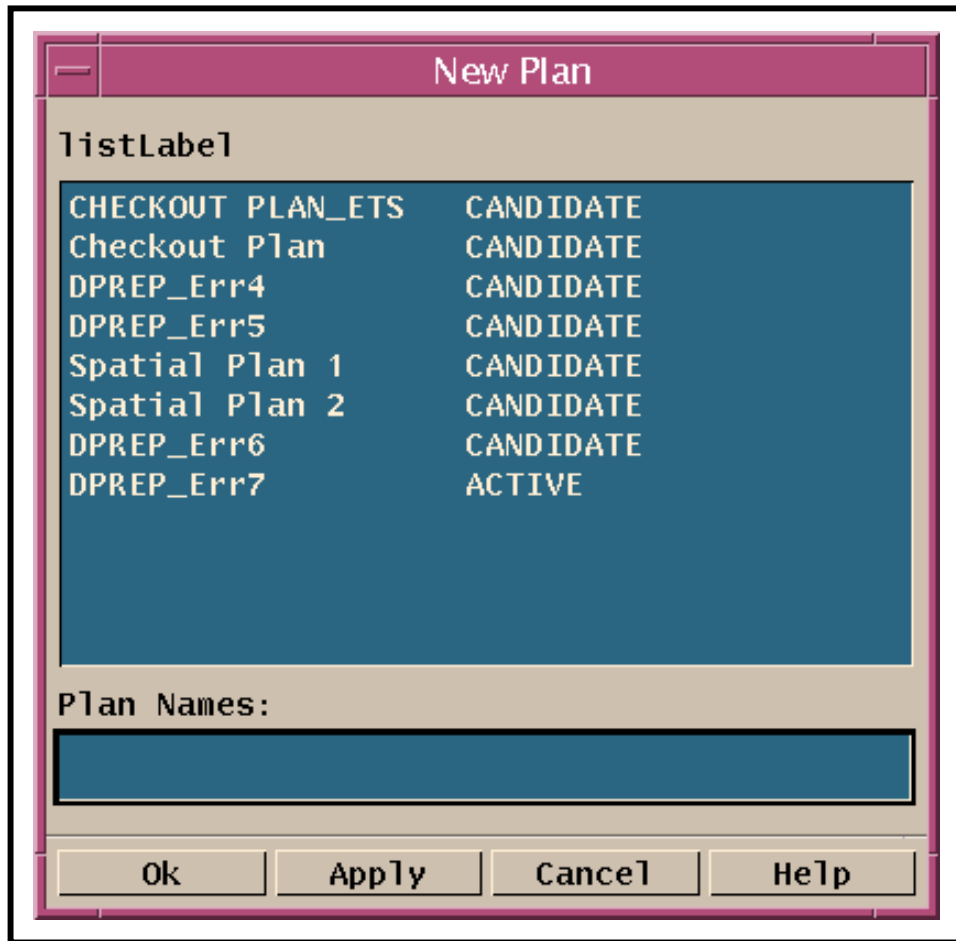 New Plan
listLabel
CHECKOUT PLAN_ETS CANDIDATE
Checkout Plan CANDIDATE
DPREP_Err4 CANDIDATE
DPREP_Err5 CANDIDATE
Spatial Plan 1 CANDIDATE
Spatial Plan 2 CANDIDATE
DPREP_Err6 CANDIDATE
DPREP_Err7 ACTIVE
Plan Names:
Ok Apply Cancel Help